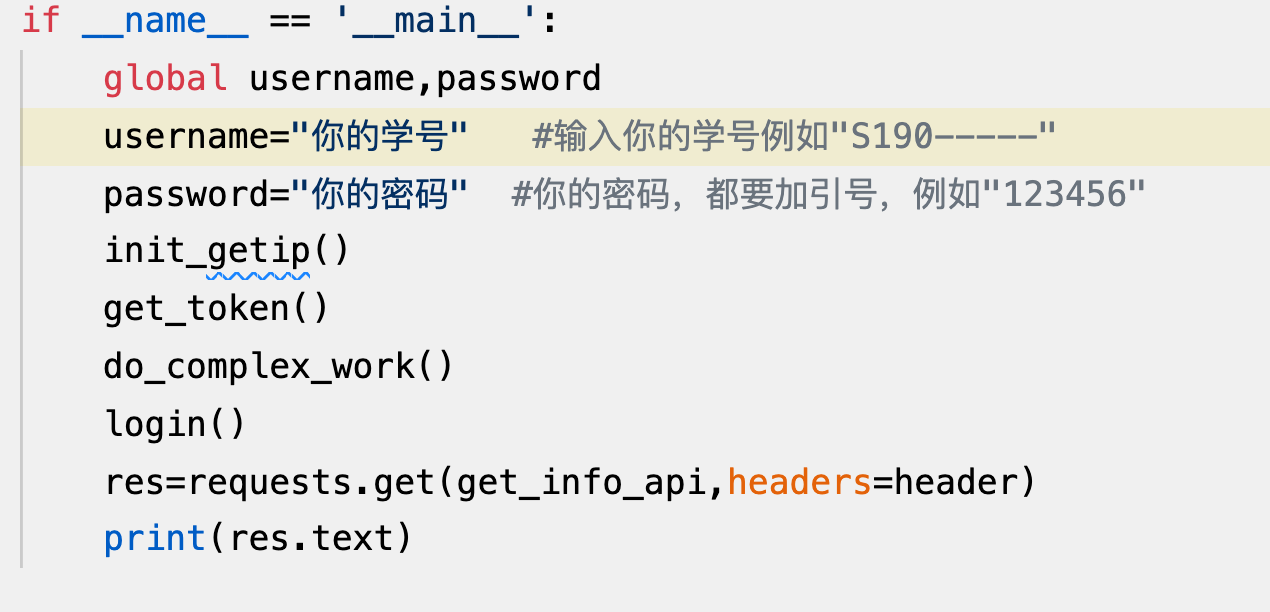 if __name__ == '__main__':
    global username,password
    username="你的学号"   #输入你的学号例如"S190-----"
    password="你的密码"  #你的密码，都要加引号，例如"123456"
    init_getip()
    get_token()
    do_complex_work()
    login()
    res=requests.get(get_info_api,headers=header)
    print(res.text)